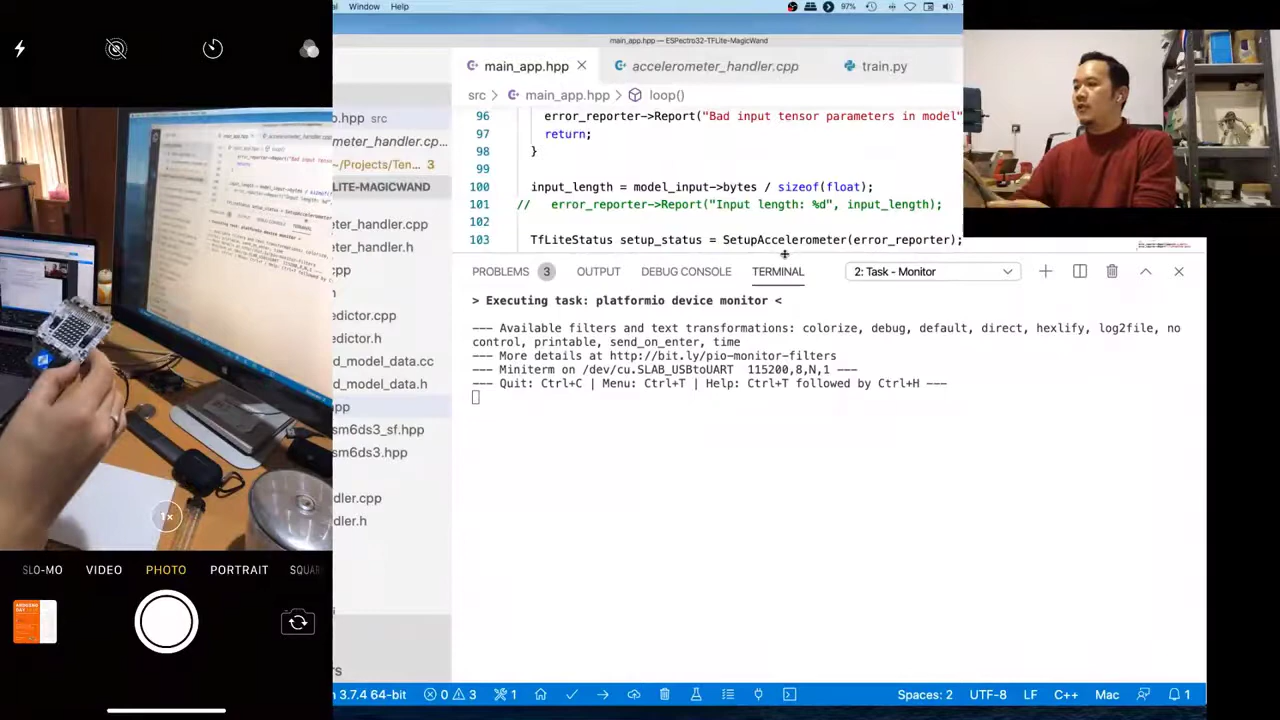 Window Help
97%
main_app.hpp — ESPectro32-TFLite-MagicWand
main_app.hpp
accelerometer_handler.cpp
train.py
src > main_app.hpp > loop()
96 error_reporter->Report("Bad input tensor parameters in model"
97 return;
98 }
99
100 input_length = model_input->bytes / sizeof(float);
101 // error_reporter->Report("Input length: %d", input_length);
102
103 TfLiteStatus setup_status = SetupAccelerometer(error_reporter);
.hpp src
meter_handler.cp...
~/Projects/Ten... 3
LITE-MAGICWAND
ndler.cpp
ndler.h
pp
edictor.cpp
edictor.h
d_model_data.cc
d_model_data.h
pp
sm6ds3_sf.hpp
sm6ds3.hpp
dler.cpp
dler.h
PROBLEMS 3 OUTPUT DEBUG CONSOLE TERMINAL 2: Task - Monitor
> Executing task: platformio device monitor <
--- Available filters and text transformations: colorize, debug, default, direct, hexlify, log2file, no
control, printable, send_on_enter, time
--- More details at http://bit.ly/pio-monitor-filters
--- Miniterm on /dev/cu.SLAB_USBtoUART 115200,8,N,1 ---
--- Quit: Ctrl+C | Menu: Ctrl+T | Help: Ctrl+T followed by Ctrl+H ---
3.7.4 64-bit 0 3 1 Spaces: 2 UTF-8 LF C++ Mac 1
1×
SLO-MO VIDEO PHOTO PORTRAIT SQUAR
ARDUINO
DAY